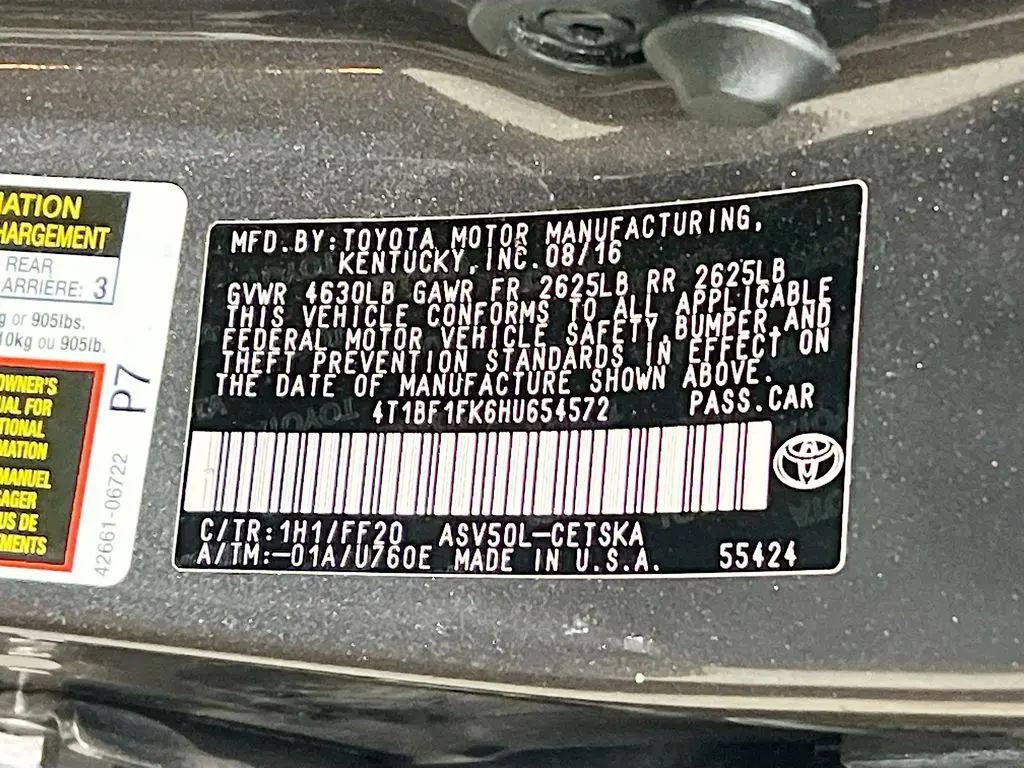 MATION
HARGEMENT
REAR
ARRIÈRE: 3
g or 905lbs.
10kg ou 905lb.
OWNER'S
UAL FOR
TIONAL
MATION
MANUEL
AGER
US DE
MENTS
P7
42661-06722
MFD.BY:TOYOTA MOTOR MANUFACTURING,
KENTUCKY,INC.08/16
GVWR 4630LB GAWR FR 2625LB RR 2625LB
THIS VEHICLE CONFORMS TO ALL APPLICABLE
FEDERAL MOTOR VEHICLE SAFETY,BUMPER,AND
THEFT PREVENTION STANDARDS IN EFFECT ON
THE DATE OF MANUFACTURE SHOWN ABOVE.
4T1BF1FK6HU654572 PASS.CAR
C/TR:1H1/FF20 ASV50L-CETSKA
A/TM:-01A/U760E MADE IN U.S.A. 55424